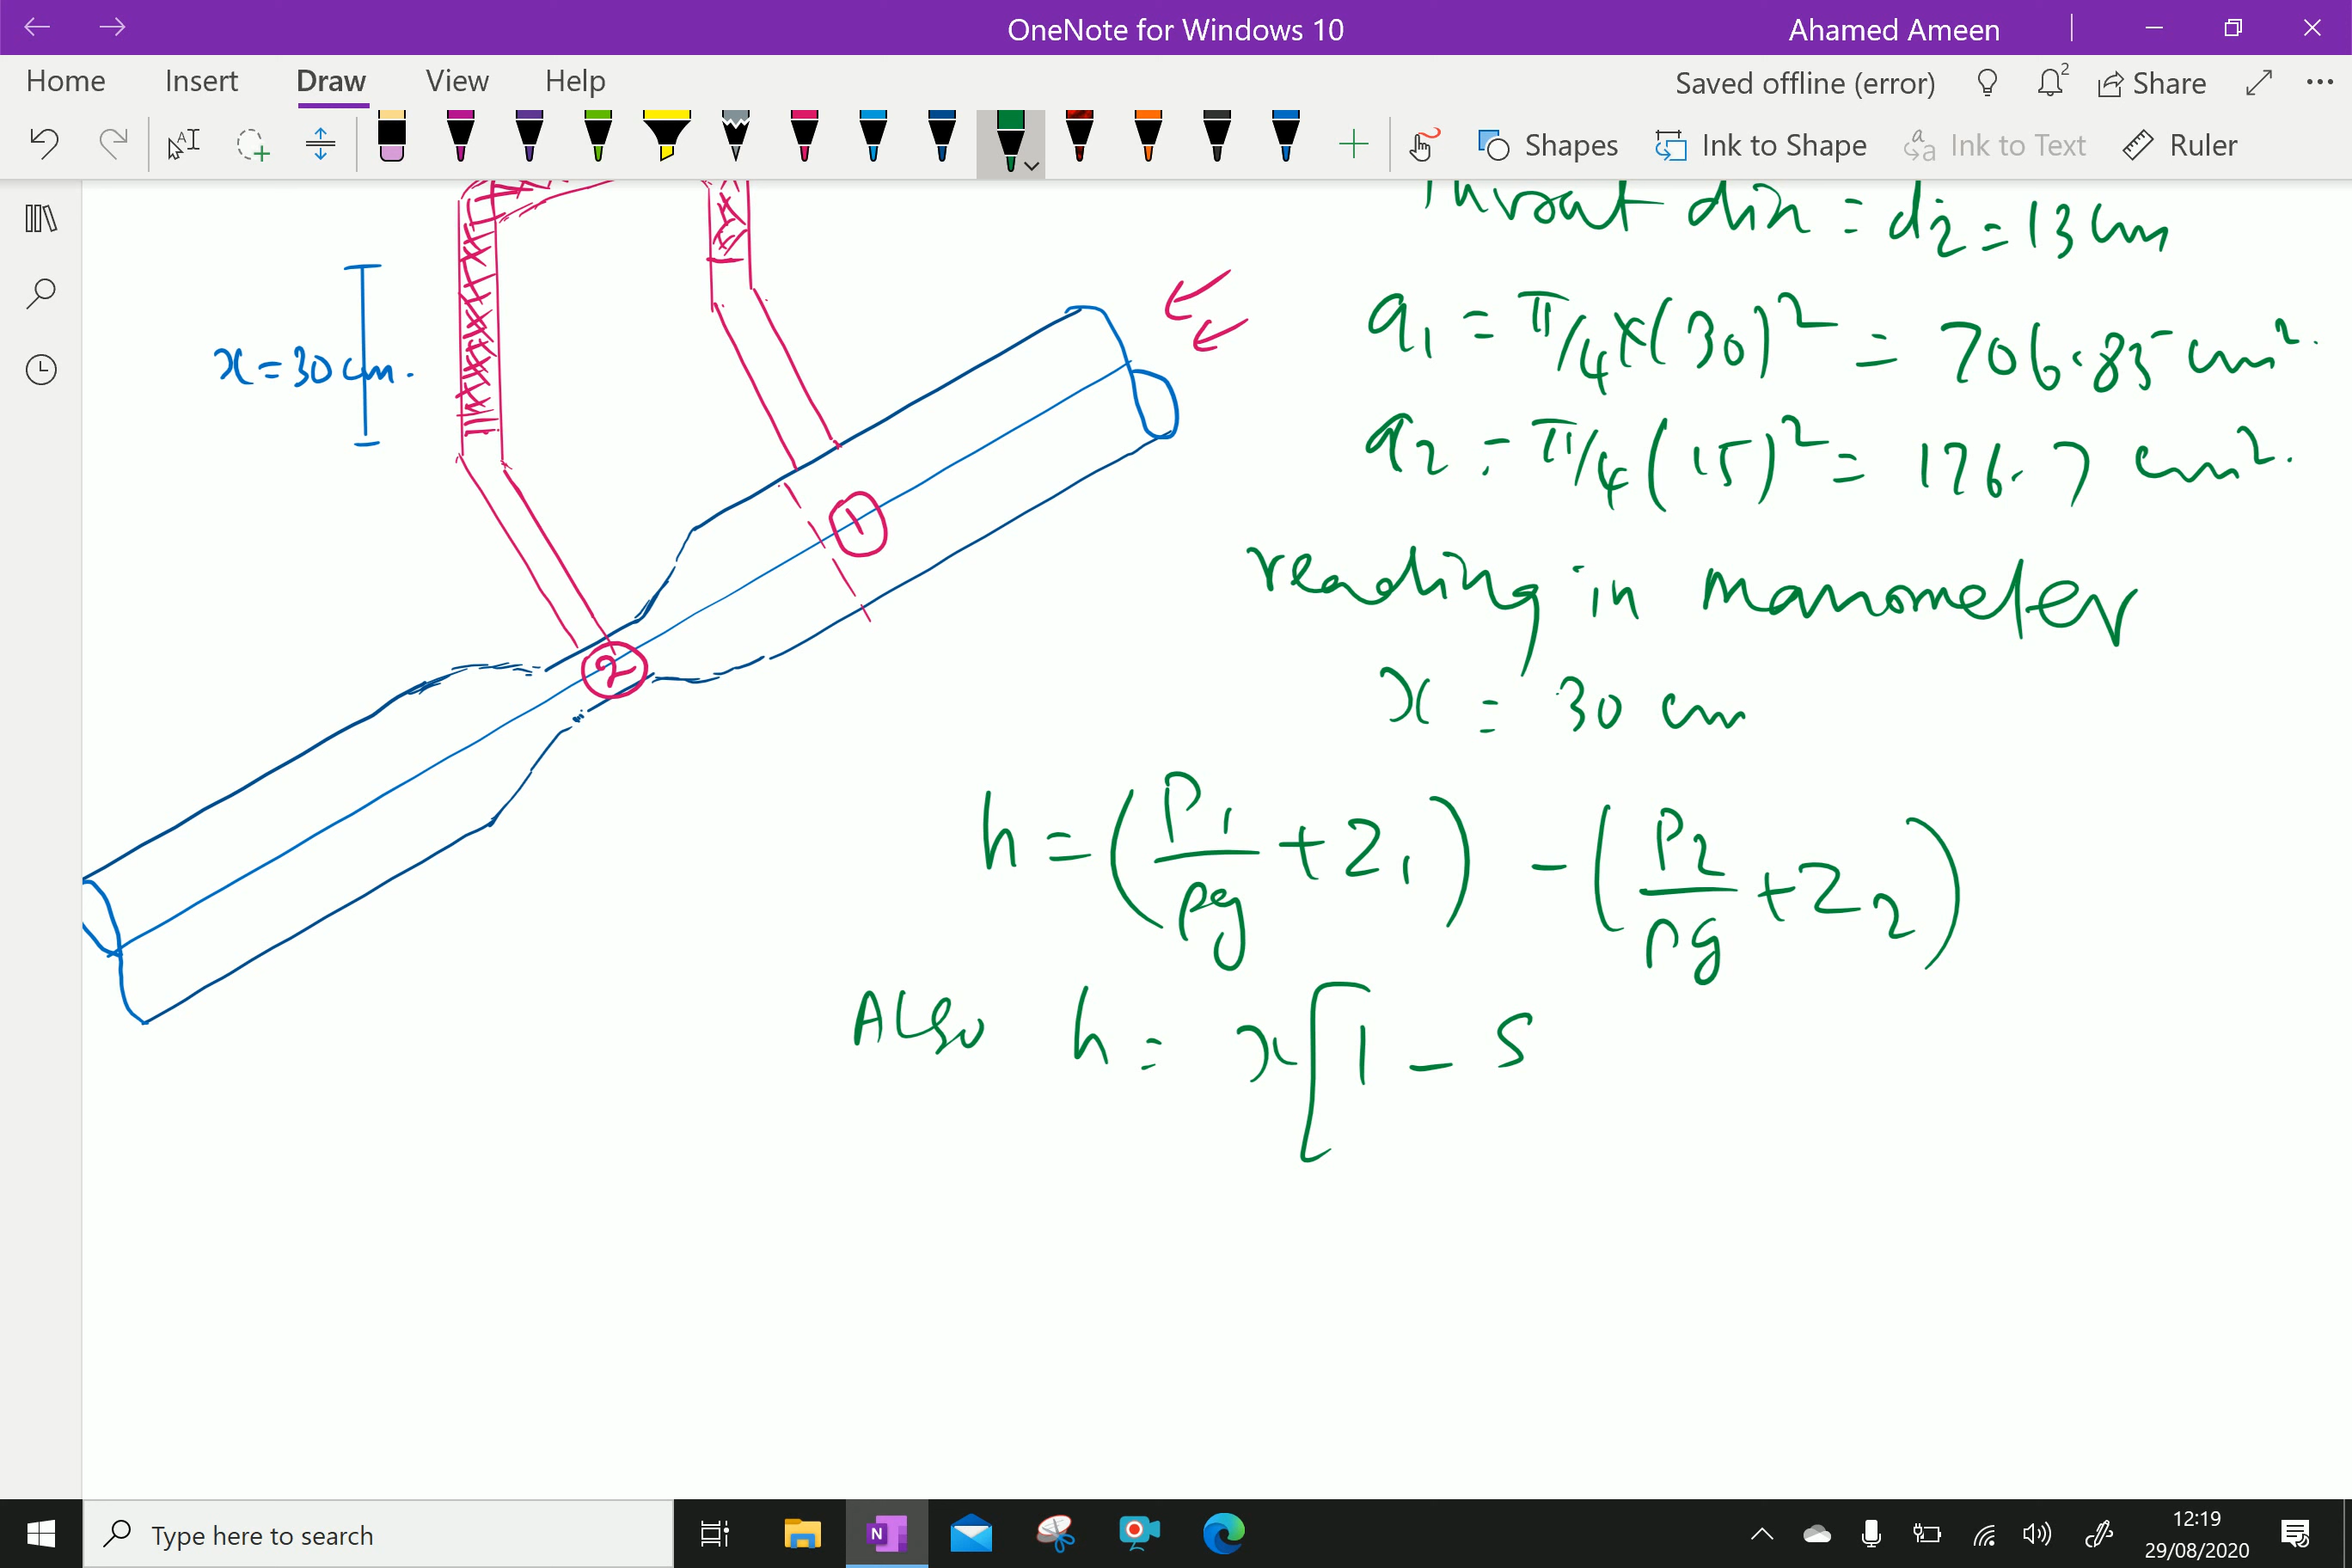 OneNote for Windows 10
Ahamed Ameen
Home Insert Draw View Help
Saved offline (error)
2
Share
Shapes
Ink to Shape
Ink to Text
Ruler
Throat dia = d2 = 13 cm
a1 = π/4 x (30)² = 706.85 cm².
a2 = π/4 (15)² = 176.7 cm².
x = 30 cm.
1
2
reading in manometer
x = 30 cm
h = (P1/ρg + Z1) - (P2/ρg + Z2)
Also h = x[1 - S
Type here to search
N
12:19
29/08/2020